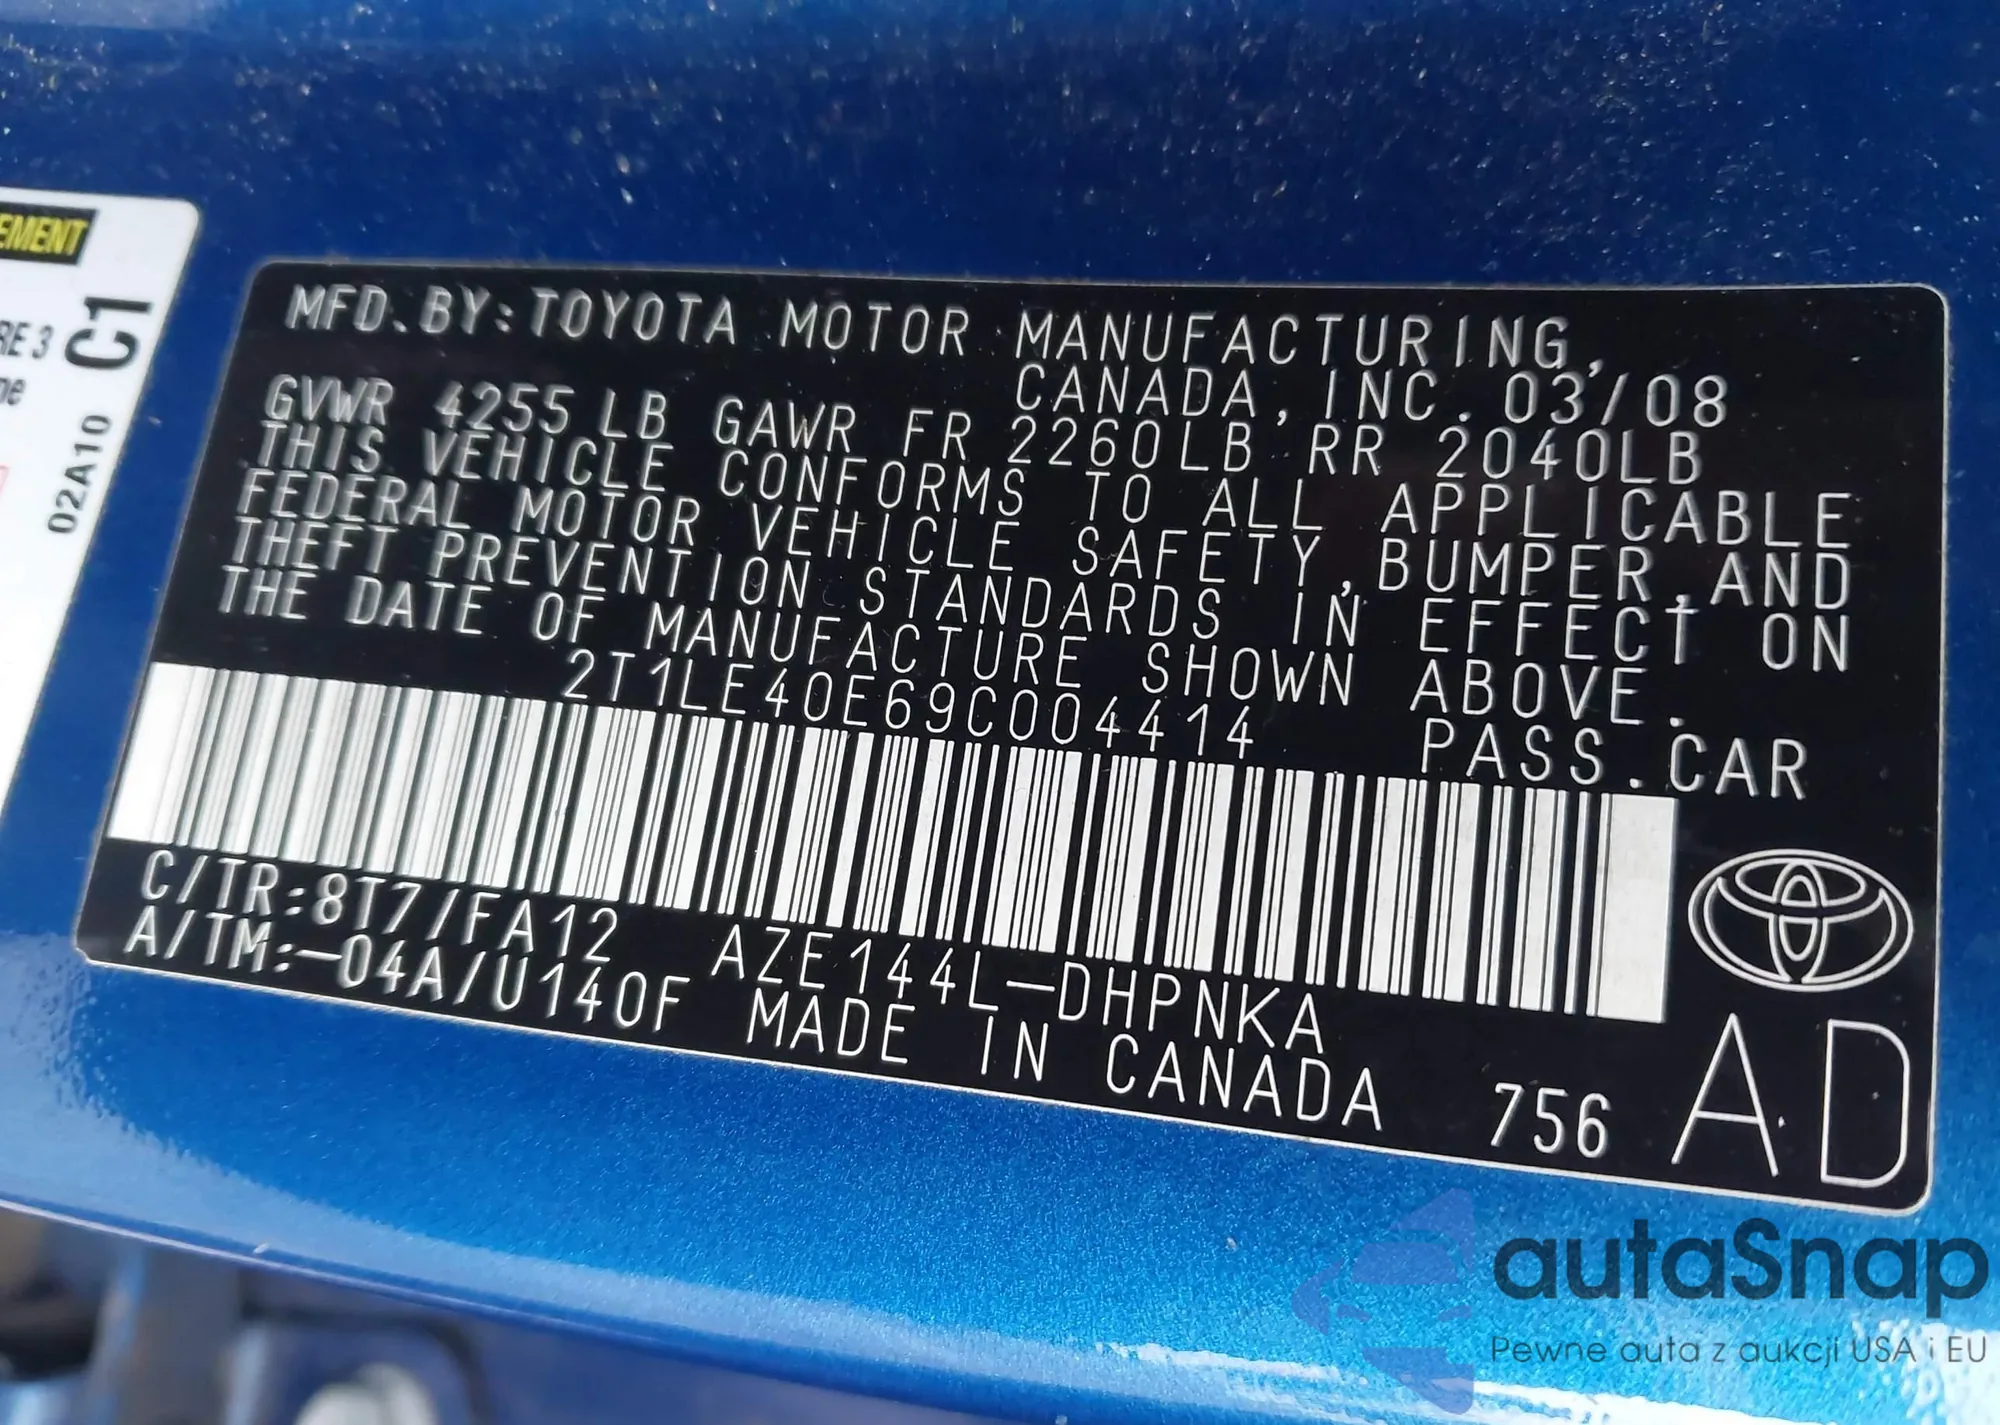 EMENT
RE 3
C1
02A10
MFD. BY: TOYOTA MOTOR MANUFACTURING,
CANADA, INC. 03/08
GVWR 4255 LB GAWR FR 2260LB RR 2040LB
THIS VEHICLE CONFORMS TO ALL APPLICABLE
FEDERAL MOTOR VEHICLE SAFETY, BUMPER, AND
THEFT PREVENTION STANDARDS IN EFFECT ON
THE DATE OF MANUFACTURE SHOWN ABOVE.
2T1LE40E69C004414 PASS. CAR
C/TR:8T7/FA12 AZE144L-DHPNKA
A/TM:-04A/U140F MADE IN CANADA 756
AD
autaSnap
Pewne auta z aukcji USA i EU